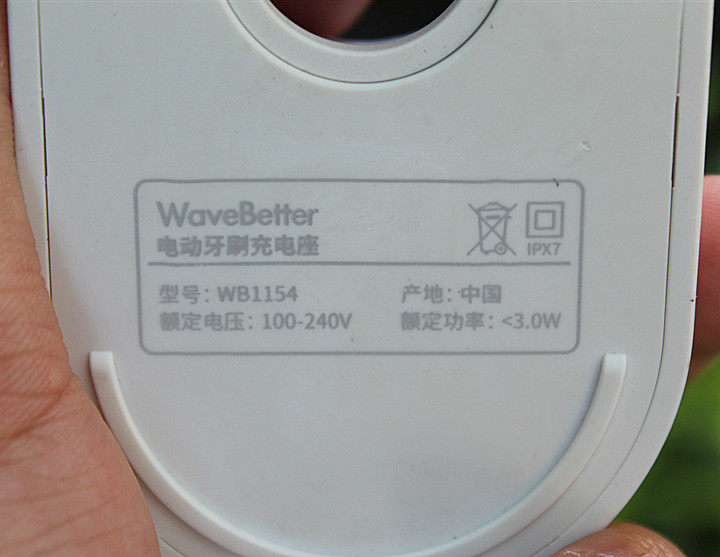 WaveBetter
电动牙刷充电座
IPX7
型号: WB1154
产地: 中国
额定电压: 100-240V
额定功率: <3.0W